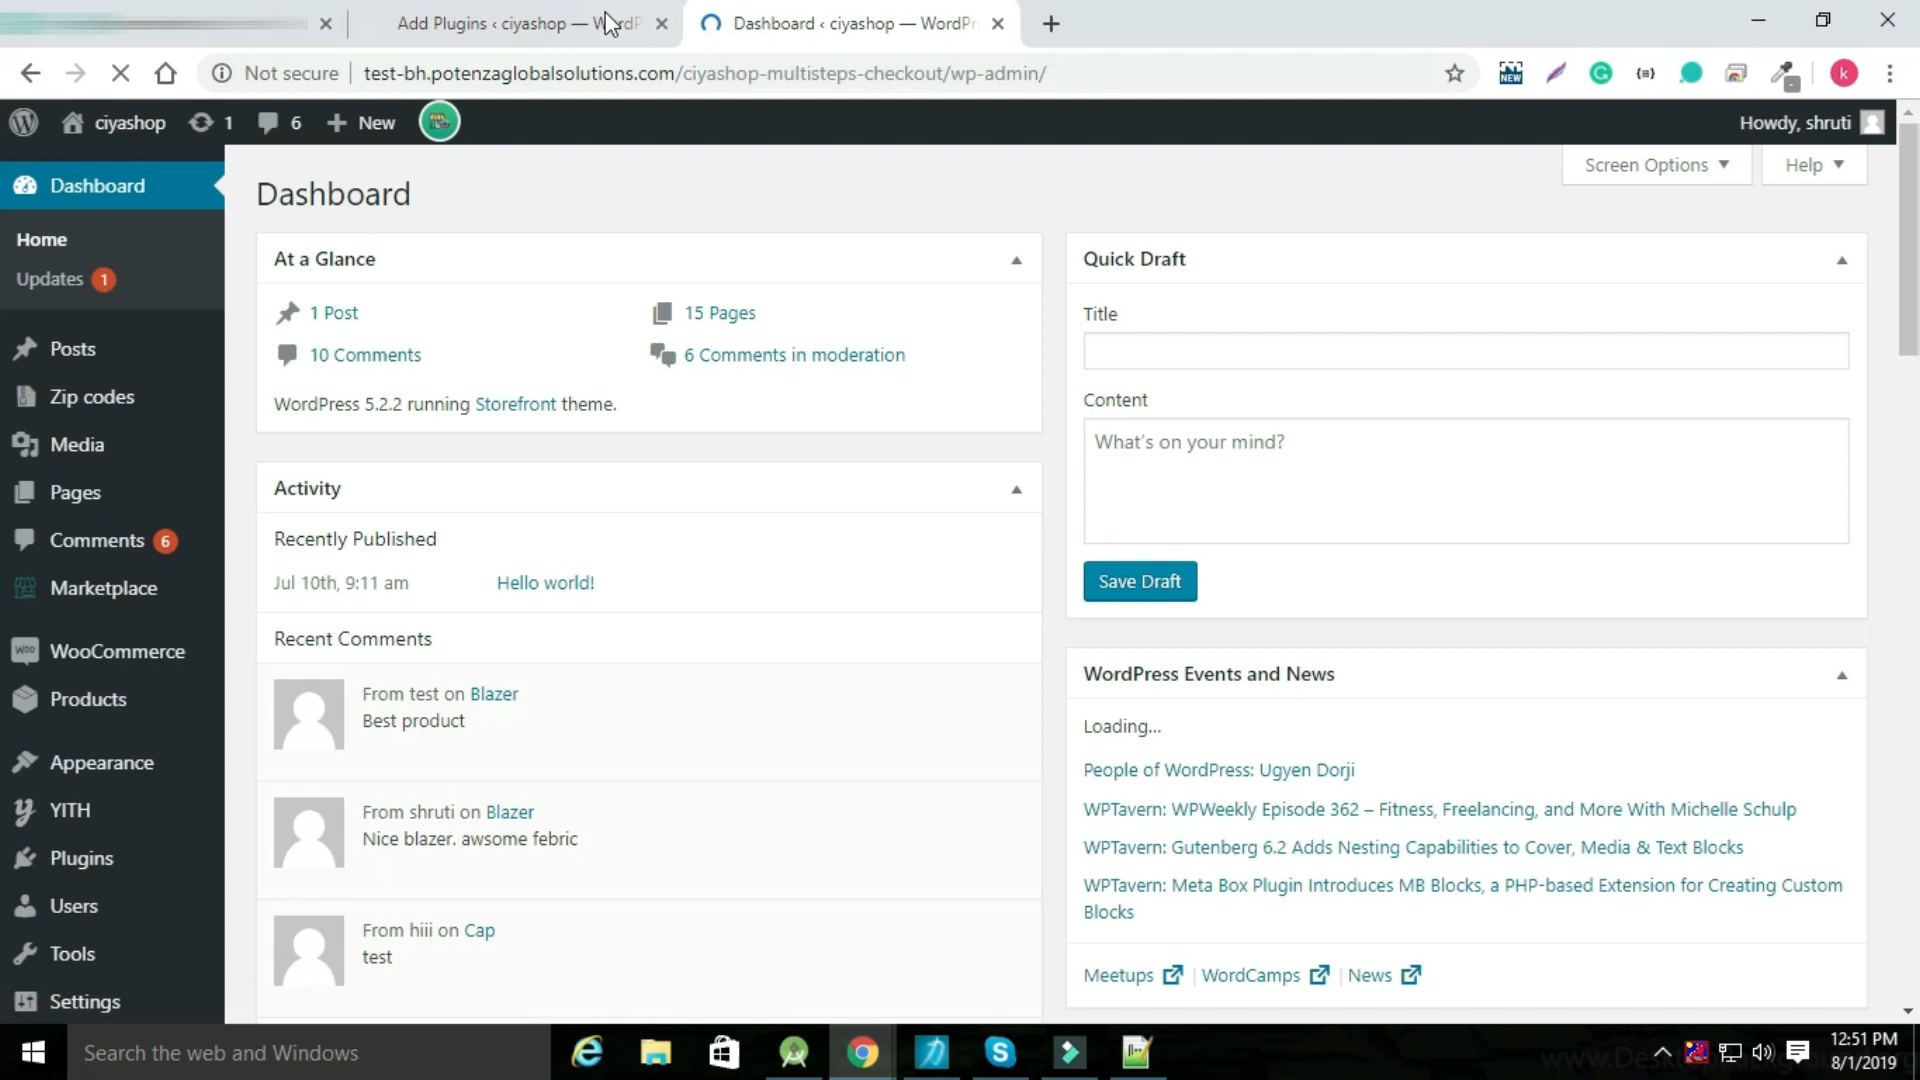 Add Plugins ‹ ciyashop — WordP
Dashboard ‹ ciyashop — WordPr
Not secure
test-bh.potenzaglobalsolutions.com/ciyashop-multisteps-checkout/wp-admin/
NEW
k
ciyashop 1 6 New
Howdy, shruti
Screen Options
Help
Dashboard
Home
Updates 1
Posts
Zip codes
Media
Pages
Comments 6
Marketplace
WooCommerce
Products
Appearance
YITH
Plugins
Users
Tools
Settings
Dashboard
At a Glance
1 Post
15 Pages
10 Comments
6 Comments in moderation
WordPress 5.2.2 running Storefront theme.
Activity
Recently Published
Jul 10th, 9:11 am
Hello world!
Recent Comments
From test on Blazer
Best product
From shruti on Blazer
Nice blazer. awsome febric
From hiii on Cap
test
Quick Draft
Title
Content
What's on your mind?
Save Draft
WordPress Events and News
Loading...
People of WordPress: Ugyen Dorji
WPTavern: WPWeekly Episode 362 – Fitness, Freelancing, and More With Michelle Schulp
WPTavern: Gutenberg 6.2 Adds Nesting Capabilities to Cover, Media & Text Blocks
WPTavern: Meta Box Plugin Introduces MB Blocks, a PHP-based Extension for Creating Custom
Blocks
Meetups
WordCamps
News
Search the web and Windows
12:51 PM
8/1/2019